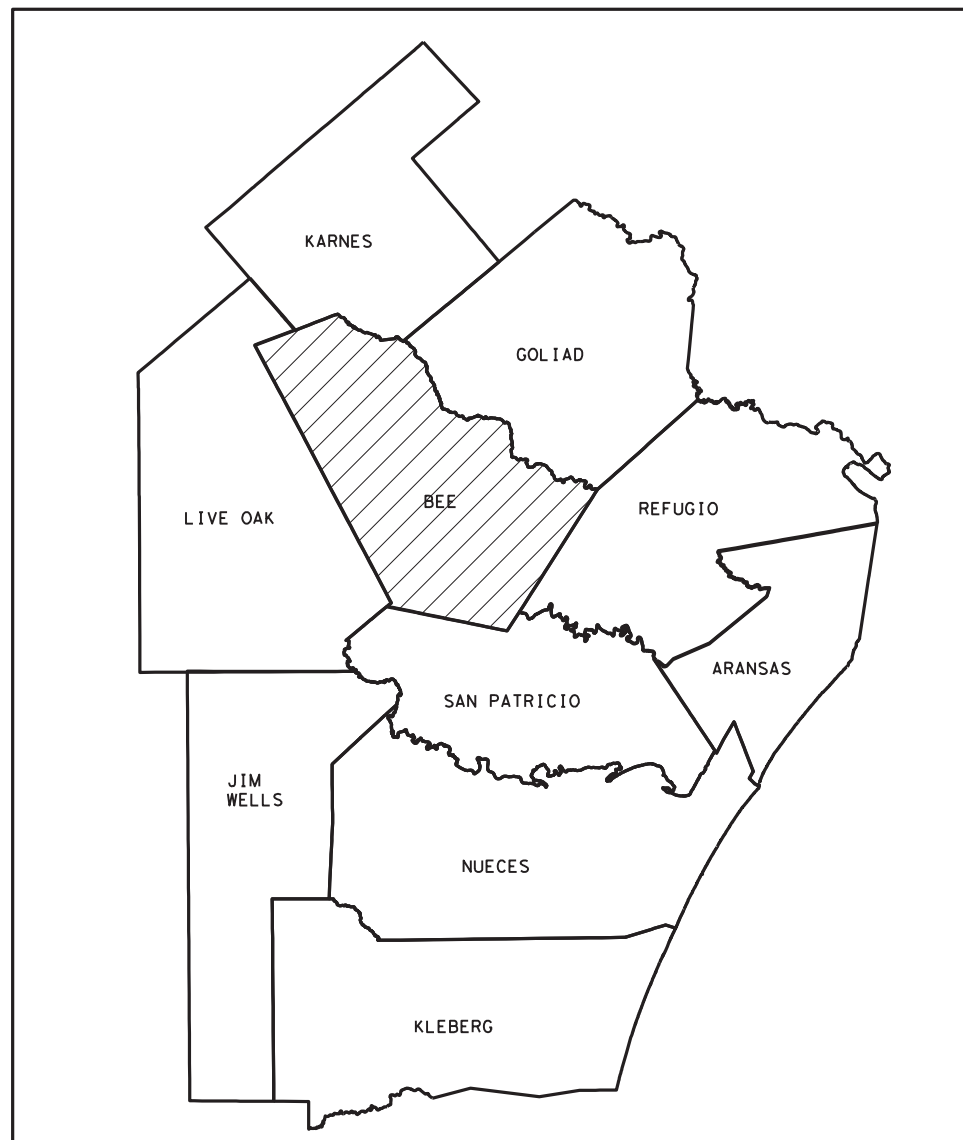 KARNES
GOLIAD
BEE
LIVE OAK
REFUGIO
ARANSAS
SAN PATRICIO
JIM
WELLS
NUECES
KLEBERG